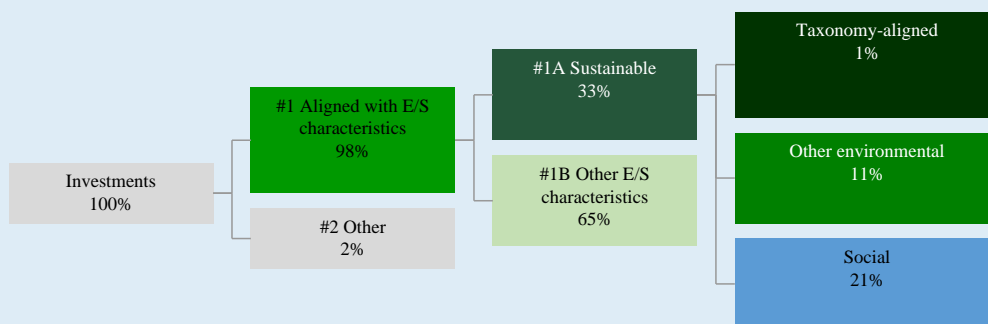 Investments
100%
#1 Aligned with E/S
characteristics
98%
#2 Other
2%
#1A Sustainable
33%
#1B Other E/S
characteristics
65%
Taxonomy-aligned
1%
Other environmental
11%
Social
21%